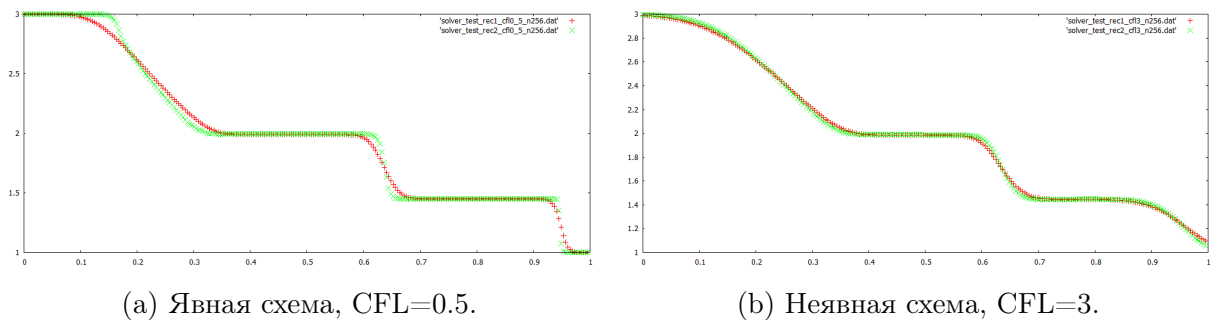 'solver_test_rec1_cfl0_5_n256.dat'
'solver_test_rec2_cfl0_5_n256.dat'
3
2.5
2
1.5
1
0 0.1 0.2 0.3 0.4 0.5 0.6 0.7 0.8 0.9 1
(a) Явная схема, CFL=0.5.
'solver_test_rec1_cfl3_n256.dat'
'solver_test_rec2_cfl3_n256.dat'
3
2.8
2.6
2.4
2.2
2
1.8
1.6
1.4
1.2
1
0 0.1 0.2 0.3 0.4 0.5 0.6 0.7 0.8 0.9 1
(b) Неявная схема, CFL=3.